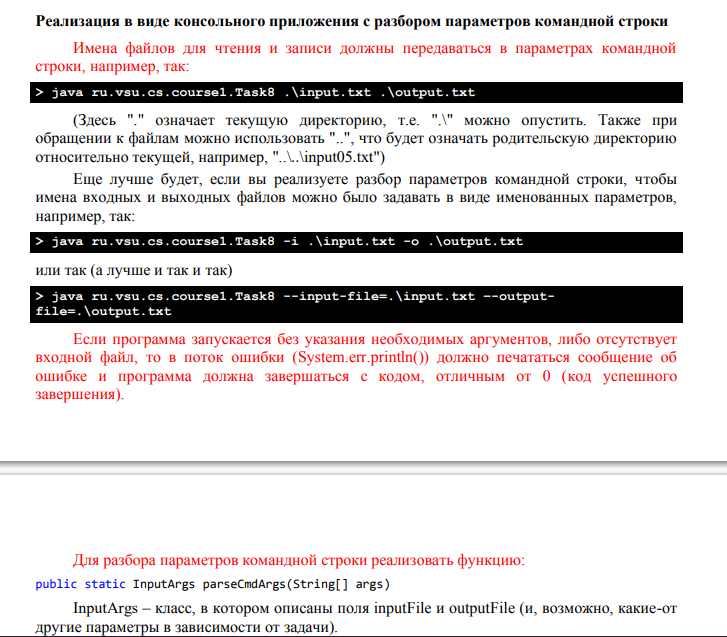 Реализация в виде консольного приложения с разбором параметров командной строки
Имена файлов для чтения и записи должны передаваться в параметрах командной
строки, например, так:
> java ru.vsu.cs.course1.Task8 .\input.txt .\output.txt
(Здесь "." означает текущую директорию, т.е. ".\" можно опустить. Также при
обращении к файлам можно использовать "..", что будет означать родительскую директорию
относительно текущей, например, "..\..\input05.txt")
Еще лучше будет, если вы реализуете разбор параметров командной строки, чтобы
имена входных и выходных файлов можно было задавать в виде именованных параметров,
например, так:
> java ru.vsu.cs.course1.Task8 -i .\input.txt -o .\output.txt
или так (а лучше и так и так)
> java ru.vsu.cs.course1.Task8 --input-file=.\input.txt --output-
file=.\output.txt
Если программа запускается без указания необходимых аргументов, либо отсутствует
входной файл, то в поток ошибки (System.err.println()) должно печататься сообщение об
ошибке и программа должна завершаться с кодом, отличным от 0 (код успешного
завершения).
Для разбора параметров командной строки реализовать функцию:
public static InputArgs parseCmdArgs(String[] args)
InputArgs – класс, в котором описаны поля inputFile и outputFile (и, возможно, какие-от
другие параметры в зависимости от задачи).